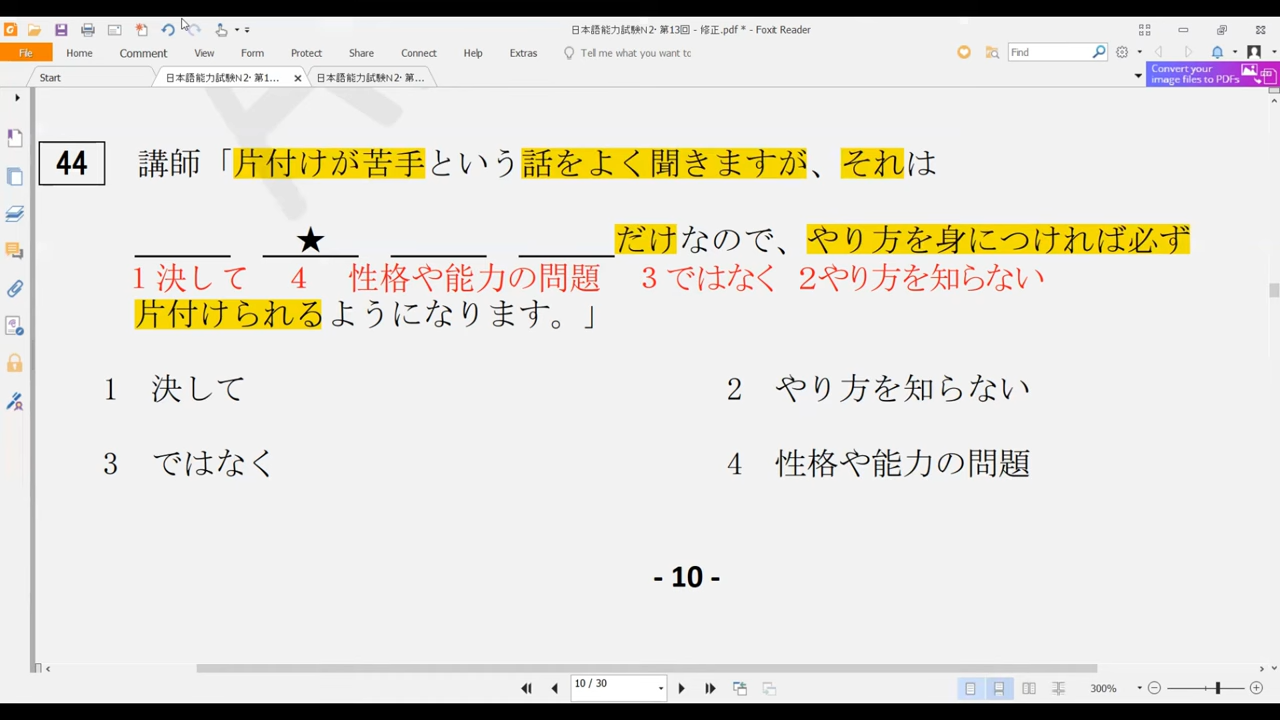 日本語能力試験N2- 第13回 - 修正.pdf * - Foxit Reader
File Home Comment View Form Protect Share Connect Help Extras Tell me what you want to Find
Start 日本語能力試験N2- 第1... 日本語能力試験N2- 第...
Convert your
image files to PDFs
44 講師「片付けが苦手という話をよく聞きますが、それは
★ だけなので、やり方を身につければ必ず
1決して 4 性格や能力の問題 3ではなく 2やり方を知らない
片付けられるようになります。」
1 決して 2 やり方を知らない
3 ではなく 4 性格や能力の問題
- 10 -
10 / 30 300%